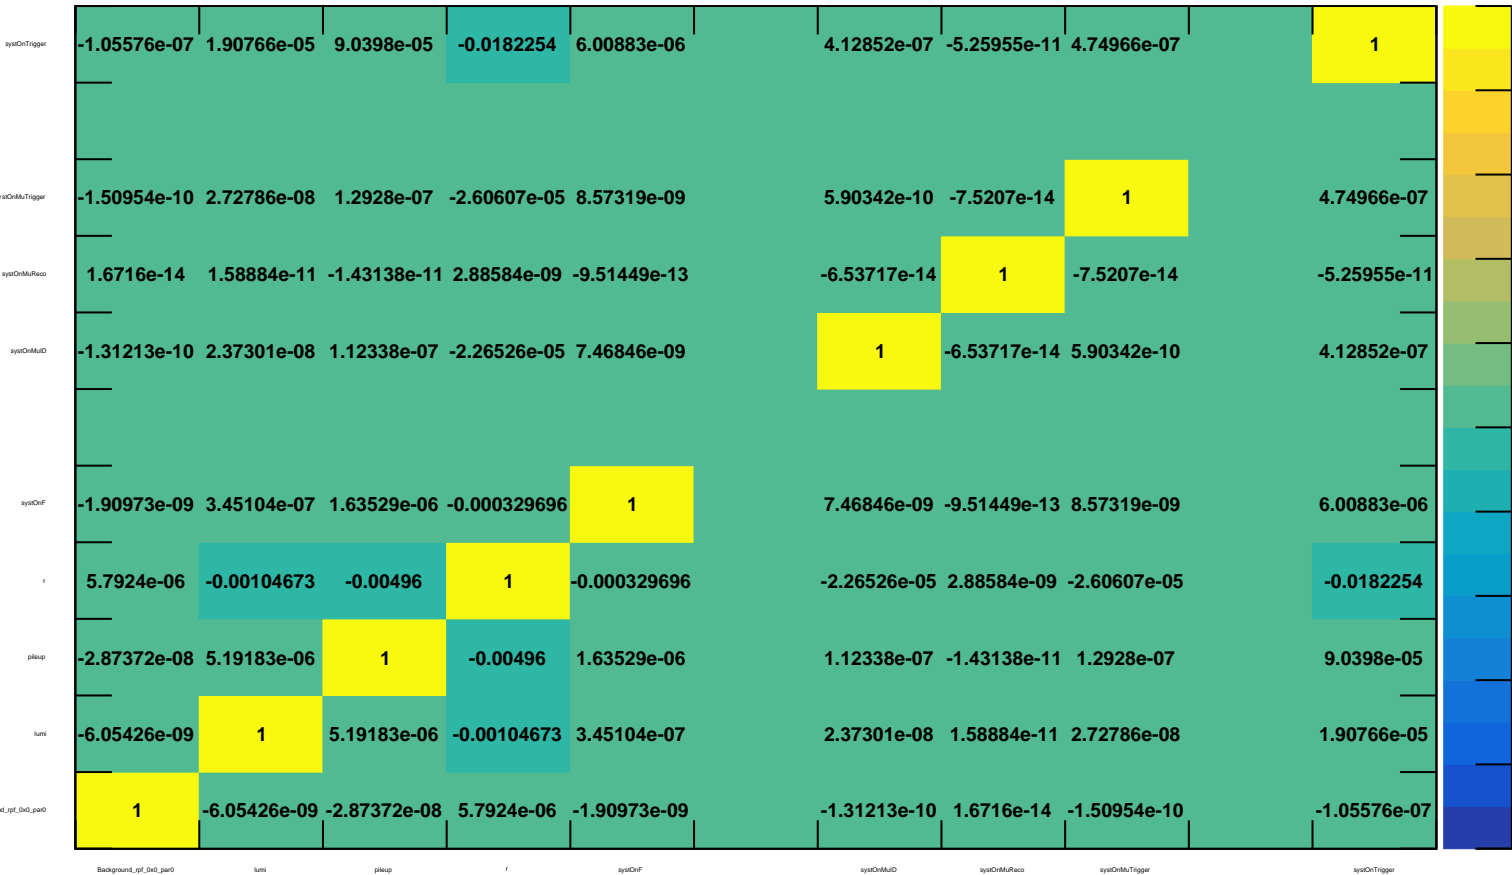 systOnTrigger -1.05576e-07 1.90766e-05 9.0398e-05 -0.0182254 6.00883e-06 4.12852e-07 -5.25955e-11 4.74966e-07 1
stOnMuTrigger -1.50954e-10 2.72786e-08 1.2928e-07 -2.60607e-05 8.57319e-09 5.90342e-10 -7.5207e-14 1 4.74966e-07
systOnMuReco 1.6716e-14 1.58884e-11 -1.43138e-11 2.88584e-09 -9.51449e-13 -6.53717e-14 1 -7.5207e-14 -5.25955e-11
systOnMuID -1.31213e-10 2.37301e-08 1.12338e-07 -2.26526e-05 7.46846e-09 1 -6.53717e-14 5.90342e-10 4.12852e-07
systOnF -1.90973e-09 3.45104e-07 1.63529e-06 -0.000329696 1 7.46846e-09 -9.51449e-13 8.57319e-09 6.00883e-06
r 5.7924e-06 -0.00104673 -0.00496 1 -0.000329696 -2.26526e-05 2.88584e-09 -2.60607e-05 -0.0182254
pileup -2.87372e-08 5.19183e-06 1 -0.00496 1.63529e-06 1.12338e-07 -1.43138e-11 1.2928e-07 9.0398e-05
lumi -6.05426e-09 1 5.19183e-06 -0.00104673 3.45104e-07 2.37301e-08 1.58884e-11 2.72786e-08 1.90766e-05
nd_rpf_0x0_par0 1 -6.05426e-09 -2.87372e-08 5.7924e-06 -1.90973e-09 -1.31213e-10 1.6716e-14 -1.50954e-10 -1.05576e-07
Background_rpf_0x0_par0 lumi pileup r systOnF systOnMuID systOnMuReco systOnMuTrigger systOnTrigger